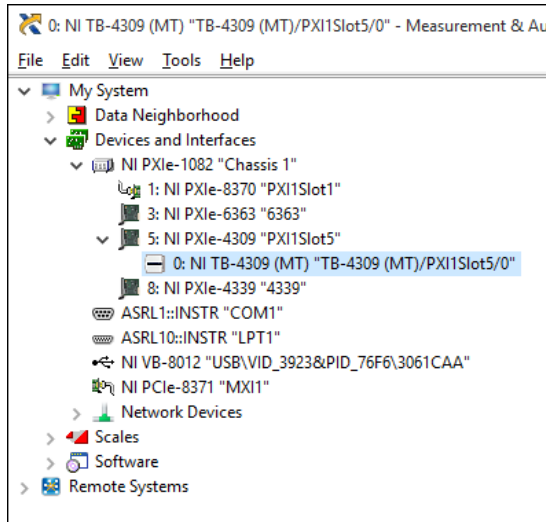 0: NI TB-4309 (MT) "TB-4309 (MT)/PXI1Slot5/0" - Measurement & Au
File Edit View Tools Help
My System
Data Neighborhood
Devices and Interfaces
NI PXIe-1082 "Chassis 1"
1: NI PXIe-8370 "PXI1Slot1"
3: NI PXIe-6363 "6363"
5: NI PXIe-4309 "PXI1Slot5"
0: NI TB-4309 (MT) "TB-4309 (MT)/PXI1Slot5/0"
8: NI PXIe-4339 "4339"
ASRL1::INSTR "COM1"
ASRL10::INSTR "LPT1"
NI VB-8012 "USB\VID_3923&PID_76F6\3061CAA"
NI PCIe-8371 "MXI1"
Network Devices
Scales
Software
Remote Systems